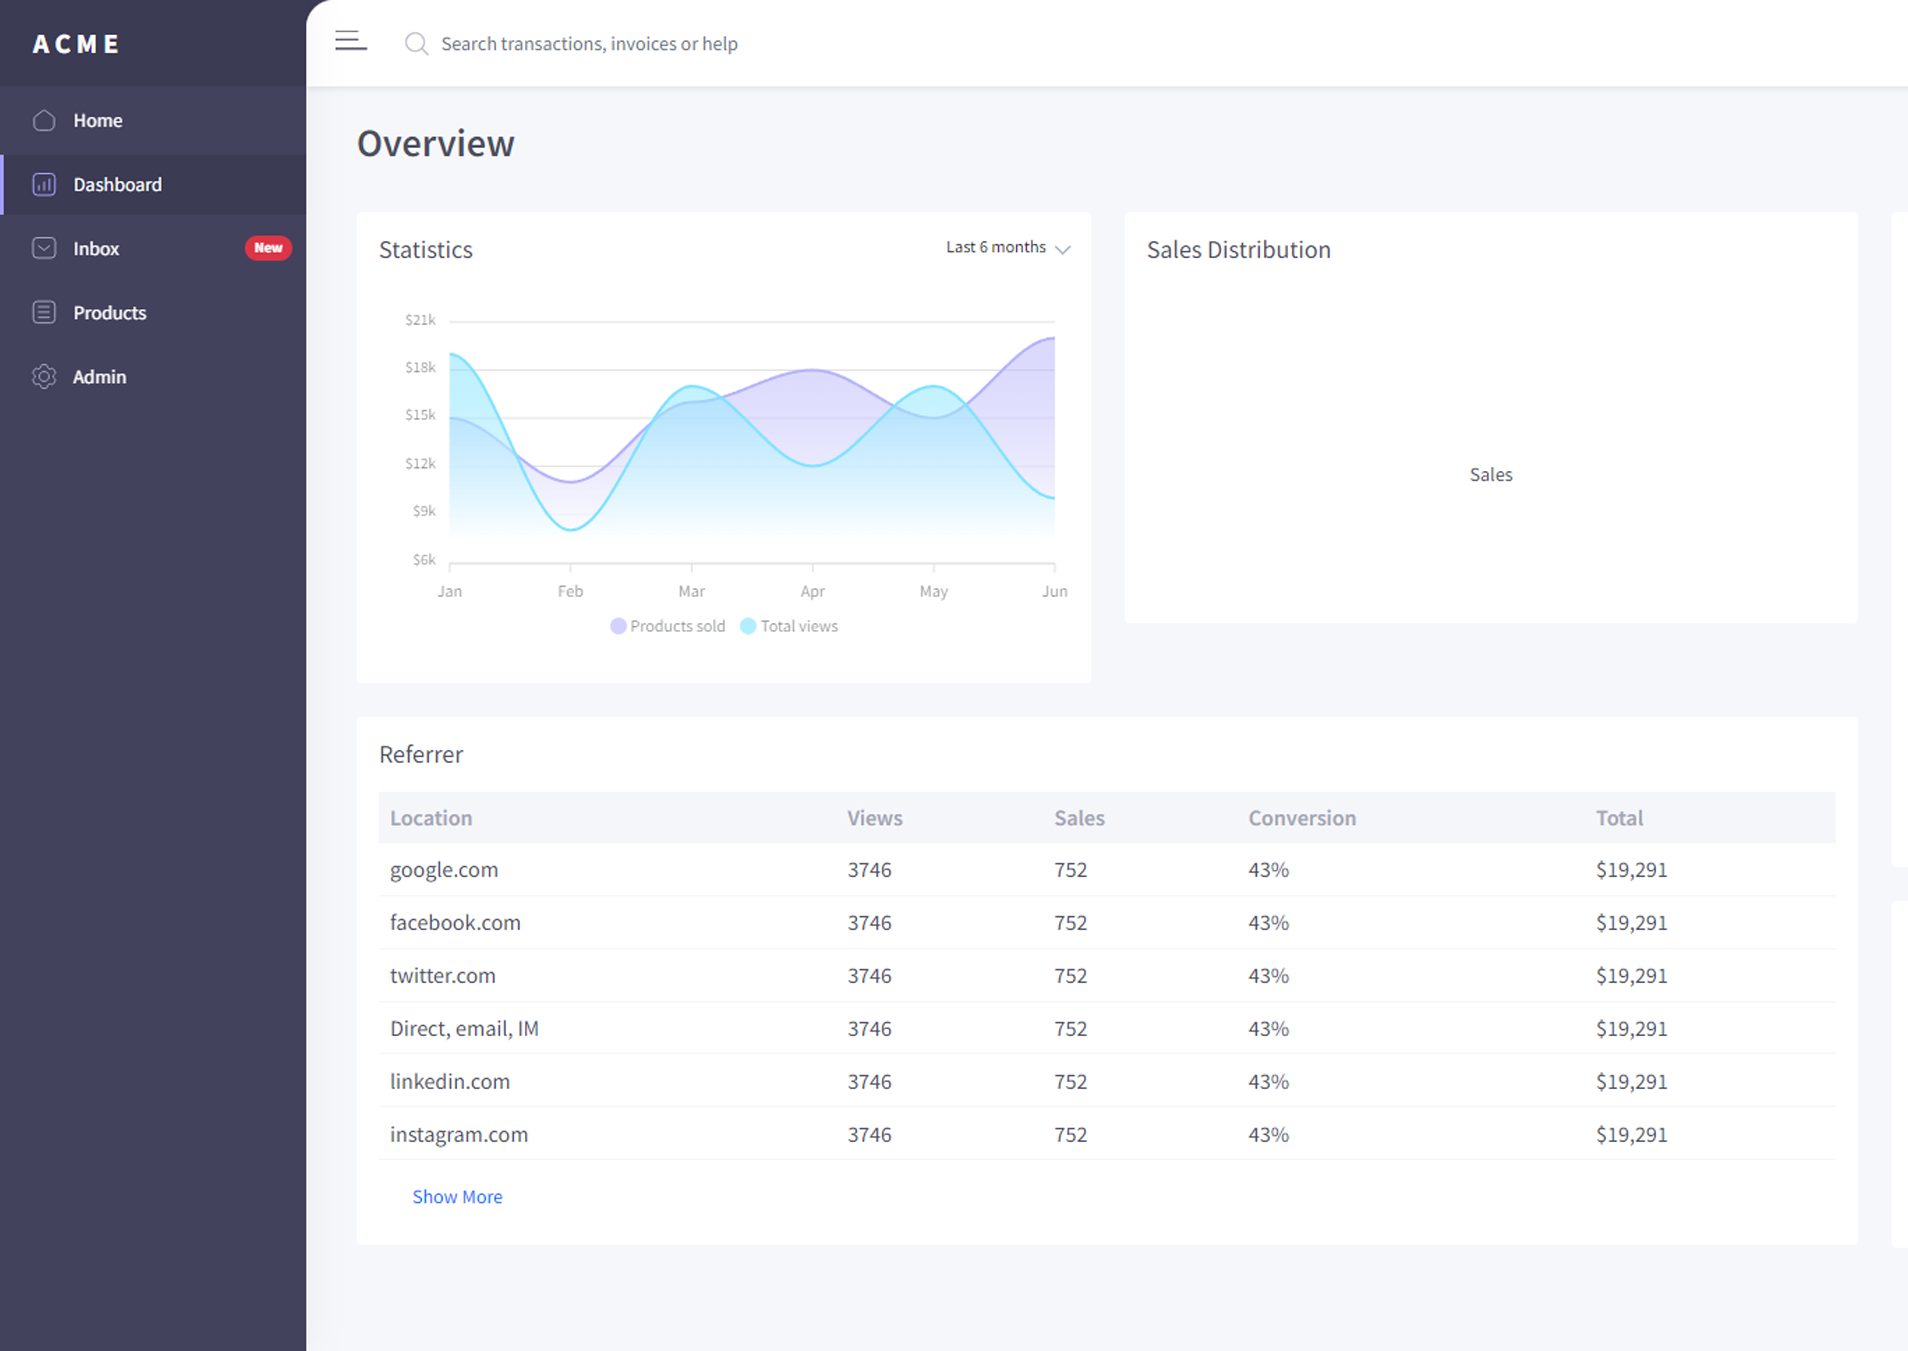 ACME
Search transactions, invoices or help
Home
Dashboard
Inbox New
Products
Admin
Overview
Statistics Last 6 months
$21k
$18k
$15k
$12k
$9k
$6k
Jan Feb Mar Apr May Jun
Products sold Total views
Sales Distribution
Sales
Referrer
Location Views Sales Conversion Total
google.com 3746 752 43% $19,291
facebook.com 3746 752 43% $19,291
twitter.com 3746 752 43% $19,291
Direct, email, IM 3746 752 43% $19,291
linkedin.com 3746 752 43% $19,291
instagram.com 3746 752 43% $19,291
Show More